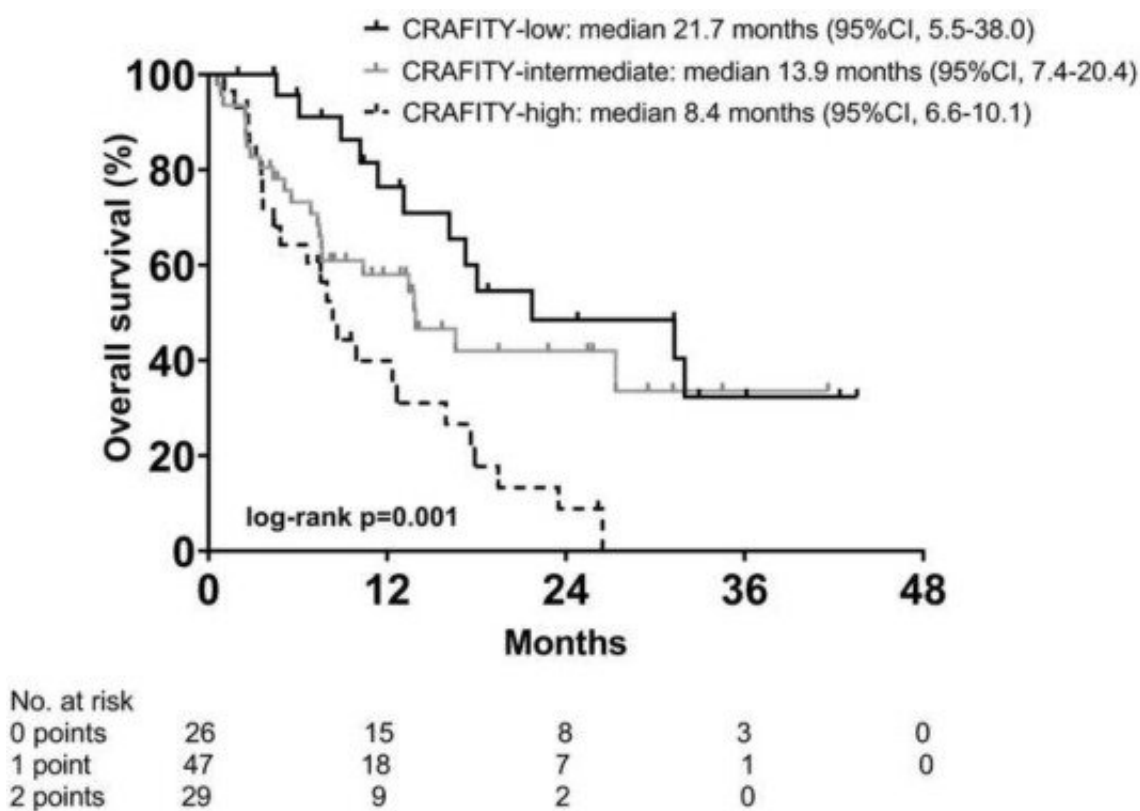 CRAFITY-low: median 21.7 months (95%CI, 5.5-38.0)
CRAFITY-intermediate: median 13.9 months (95%CI, 7.4-20.4)
CRAFITY-high: median 8.4 months (95%CI, 6.6-10.1)
Overall survival (%)
100
80
60
40
20
0
log-rank p=0.001
0 12 24 36 48
Months
No. at risk
0 points 26 15 8 3 0
1 point 47 18 7 1 0
2 points 29 9 2 0